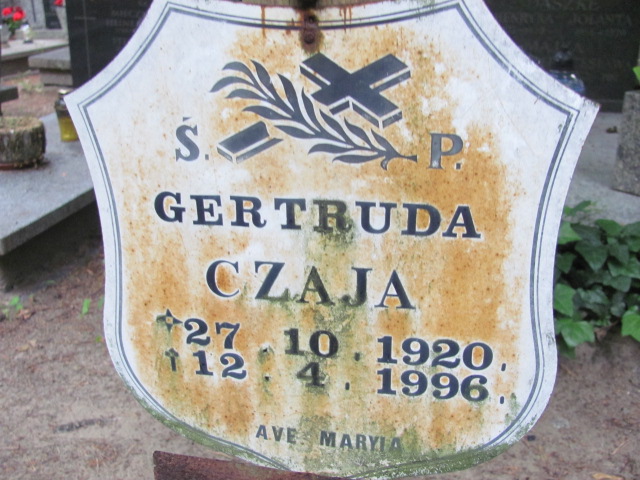 Ś. P.
GERTRUDA
CZAJA
27. 10. 1920.
† 12. 4. 1996.
AVE MARYIA